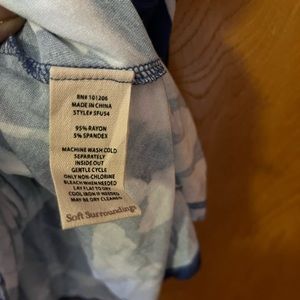 RN# 101206
MADE IN CHINA
STYLE# SFUS4
95% RAYON
5% SPANDEX
MACHINE WASH COLD
SEPARATELY
INSIDE OUT
GENTLE CYCLE
ONLY NON-CHLORINE
BLEACH WHEN NEEDED
LAY FLAT TO DRY
COOL IRON IF NEEDED
MAY BE DRY CLEANED
Soft Surroundings